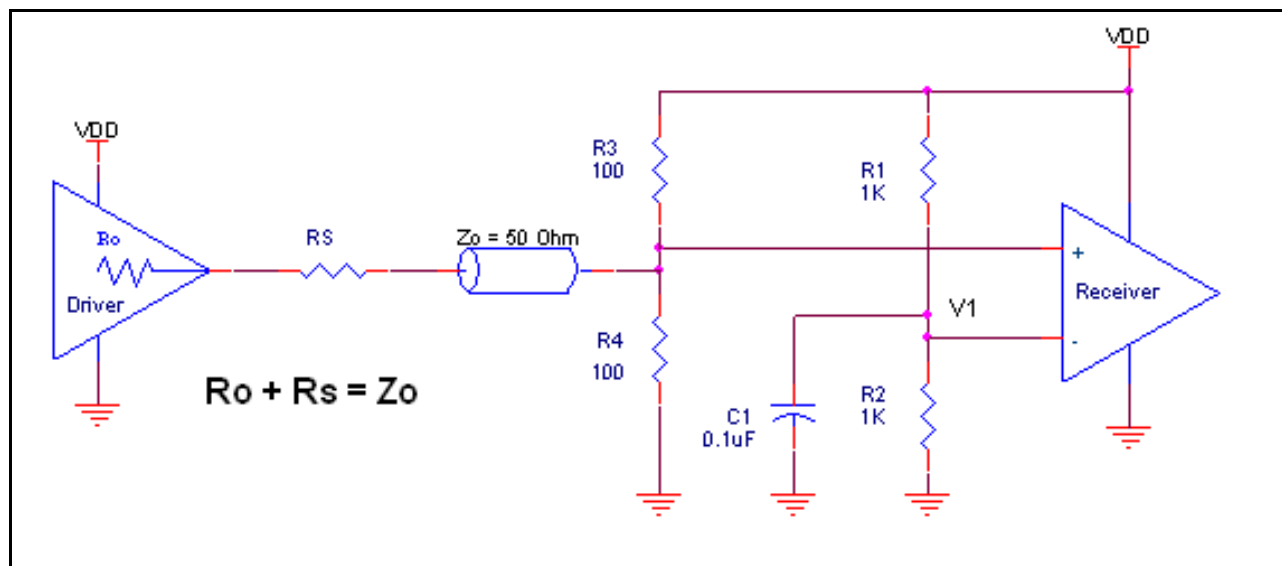 VDD
VDD
R3
100
R1
1K
Ro
RS
Zo = 50 Ohm
+
Driver
Receiver
V1
-
R4
100
Ro + Rs = Zo
R2
1K
C1
0.1uF